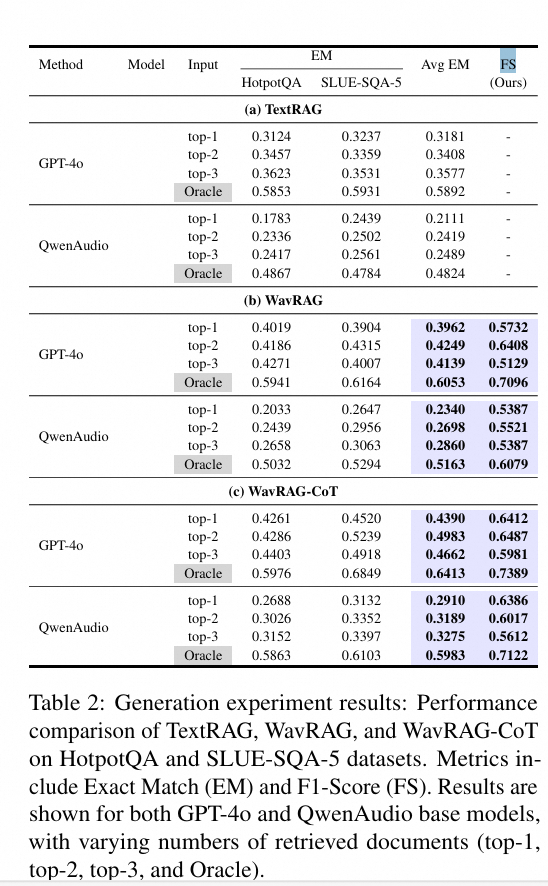 Method Model Input EM Avg EM FS
HotpotQA SLUE-SQA-5 (Ours)
(a) TextRAG
GPT-4o
top-1 0.3124 0.3237 0.3181 -
top-2 0.3457 0.3359 0.3408 -
top-3 0.3623 0.3531 0.3577 -
Oracle 0.5853 0.5931 0.5892 -
QwenAudio
top-1 0.1783 0.2439 0.2111 -
top-2 0.2336 0.2502 0.2419 -
top-3 0.2417 0.2561 0.2489 -
Oracle 0.4867 0.4784 0.4824 -
(b) WavRAG
GPT-4o
top-1 0.4019 0.3904 0.3962 0.5732
top-2 0.4186 0.4315 0.4249 0.6408
top-3 0.4271 0.4007 0.4139 0.5129
Oracle 0.5941 0.6164 0.6053 0.7096
QwenAudio
top-1 0.2033 0.2647 0.2340 0.5387
top-2 0.2439 0.2956 0.2698 0.5521
top-3 0.2658 0.3063 0.2860 0.5387
Oracle 0.5032 0.5294 0.5163 0.6079
(c) WavRAG-CoT
GPT-4o
top-1 0.4261 0.4520 0.4390 0.6412
top-2 0.4286 0.5239 0.4983 0.6487
top-3 0.4403 0.4918 0.4662 0.5981
Oracle 0.5976 0.6849 0.6413 0.7389
QwenAudio
top-1 0.2688 0.3132 0.2910 0.6386
top-2 0.3026 0.3352 0.3189 0.6017
top-3 0.3152 0.3397 0.3275 0.5612
Oracle 0.5863 0.6103 0.5983 0.7122
Table 2: Generation experiment results: Performance
comparison of TextRAG, WavRAG, and WavRAG-CoT
on HotpotQA and SLUE-SQA-5 datasets. Metrics in-
clude Exact Match (EM) and F1-Score (FS). Results are
shown for both GPT-4o and QwenAudio base models,
with varying numbers of retrieved documents (top-1,
top-2, top-3, and Oracle).